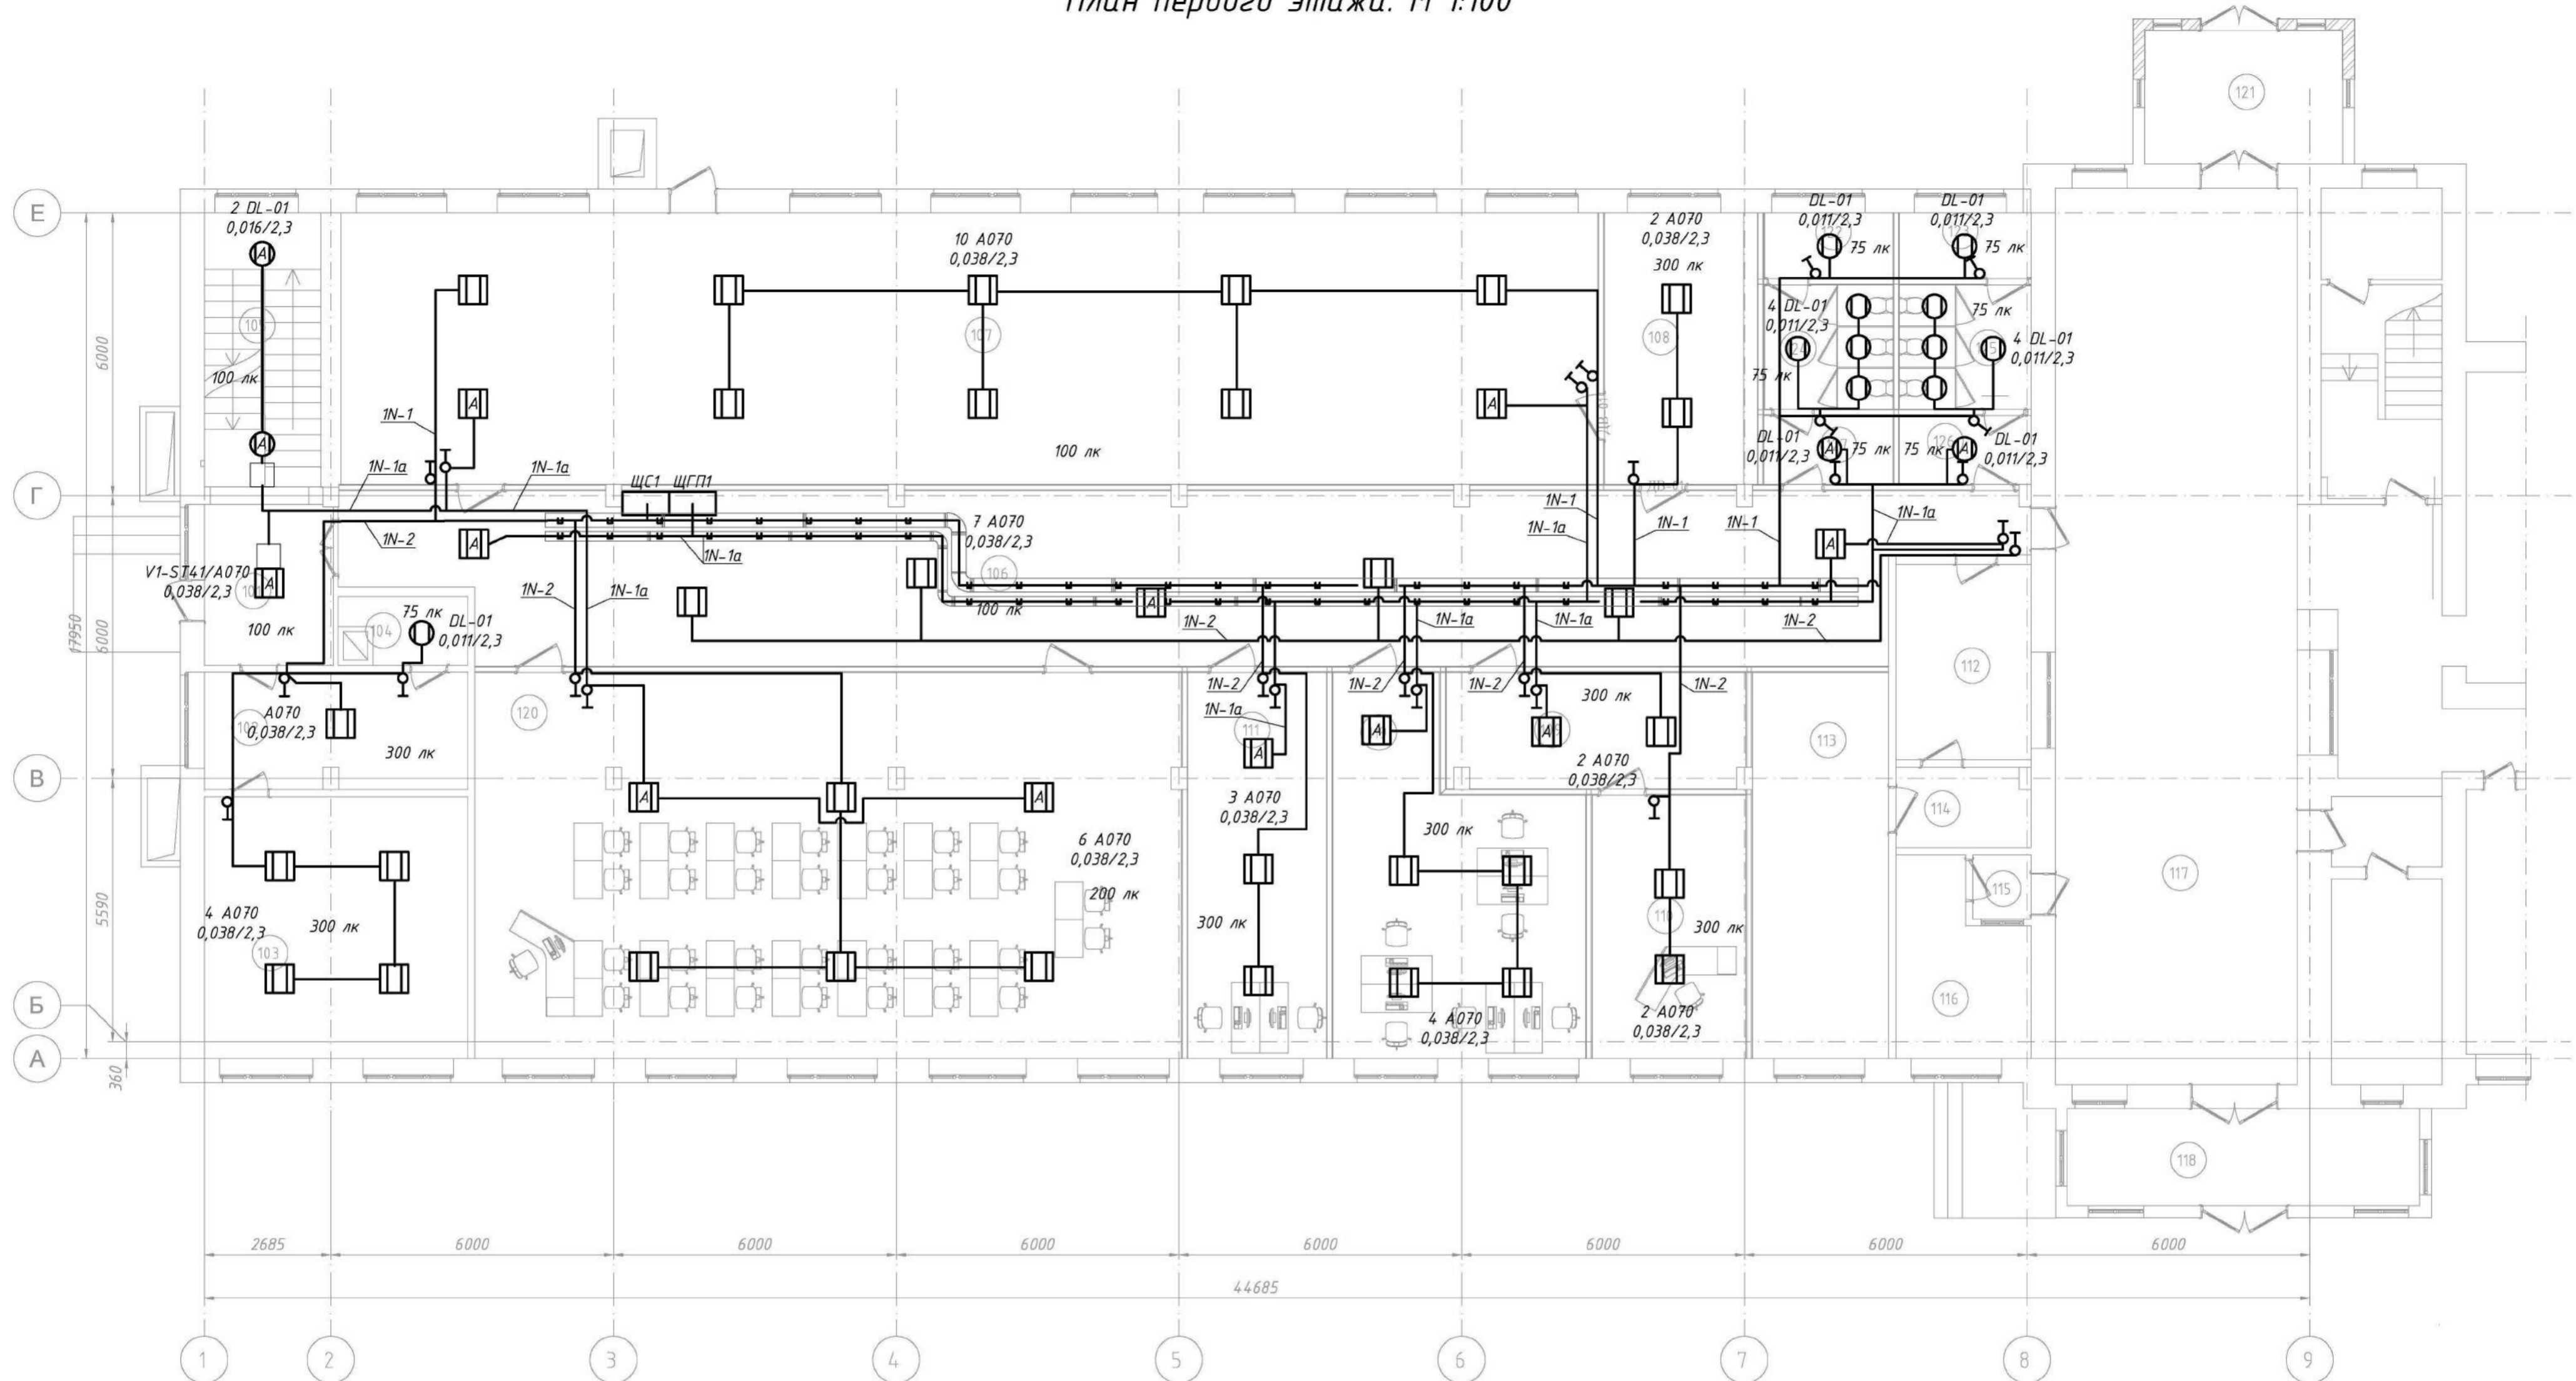 План первого этажа. М 1:100
121
Е
2 DL-01
0,016/2,3
10 А070
0,038/2,3
2 А070
0,038/2,3
300 лк
DL-01
0,011/2,3
75 лк
DL-01
0,011/2,3
75 лк
А
107
108
4 DL-01
0,011/2,3
75 лк
4 DL-01
0,011/2,3
75 лк
6000
100 лк
А
А
А
1N-1
100 лк
DL-01
0,011/2,3
А
75 лк
75 лк
А
DL-01
0,011/2,3
1N-1а
1N-1а
ЩС1 ЩГП1
Г
1N-2
А
1N-1а
7 А070
0,038/2,3
1N-1
1N-1а
1N-1
1N-1
1N-1а
А
V1-ST41/А070
0,038/2,3
А
106
100 лк
А
1N-2
1N-1а
17950
6000
100 лк
104
75 лк
DL-01
0,011/2,3
1N-2
1N-1а
1N-1а
1N-2
112
1N-2
1N-2
1N-2
1N-2
1N-1а
300 лк
А070
0,038/2,3
300 лк
120
111
А
А
А
113
В
А
А
2 А070
0,038/2,3
3 А070
0,038/2,3
300 лк
114
6 А070
0,038/2,3
200 лк
117
115
5590
4 А070
0,038/2,3
300 лк
103
300 лк
300 лк
116
Б
4 А070
0,038/2,3
2 А070
0,038/2,3
А
360
118
2685
6000
6000
6000
6000
6000
6000
6000
44685
1
2
3
4
5
6
7
8
9